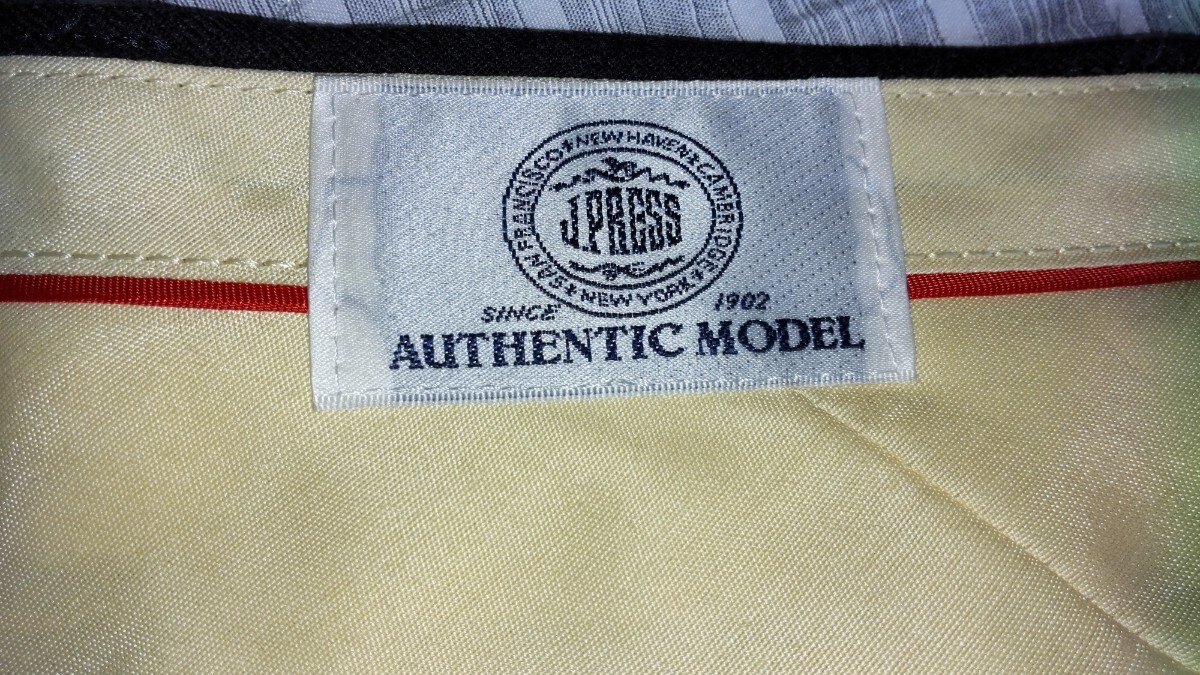 SAN FRANCISCO★NEW HAVEN★CAMBRIDGE★NEW YORK★
J.PRESS
SINCE 1902
AUTHENTIC MODEL